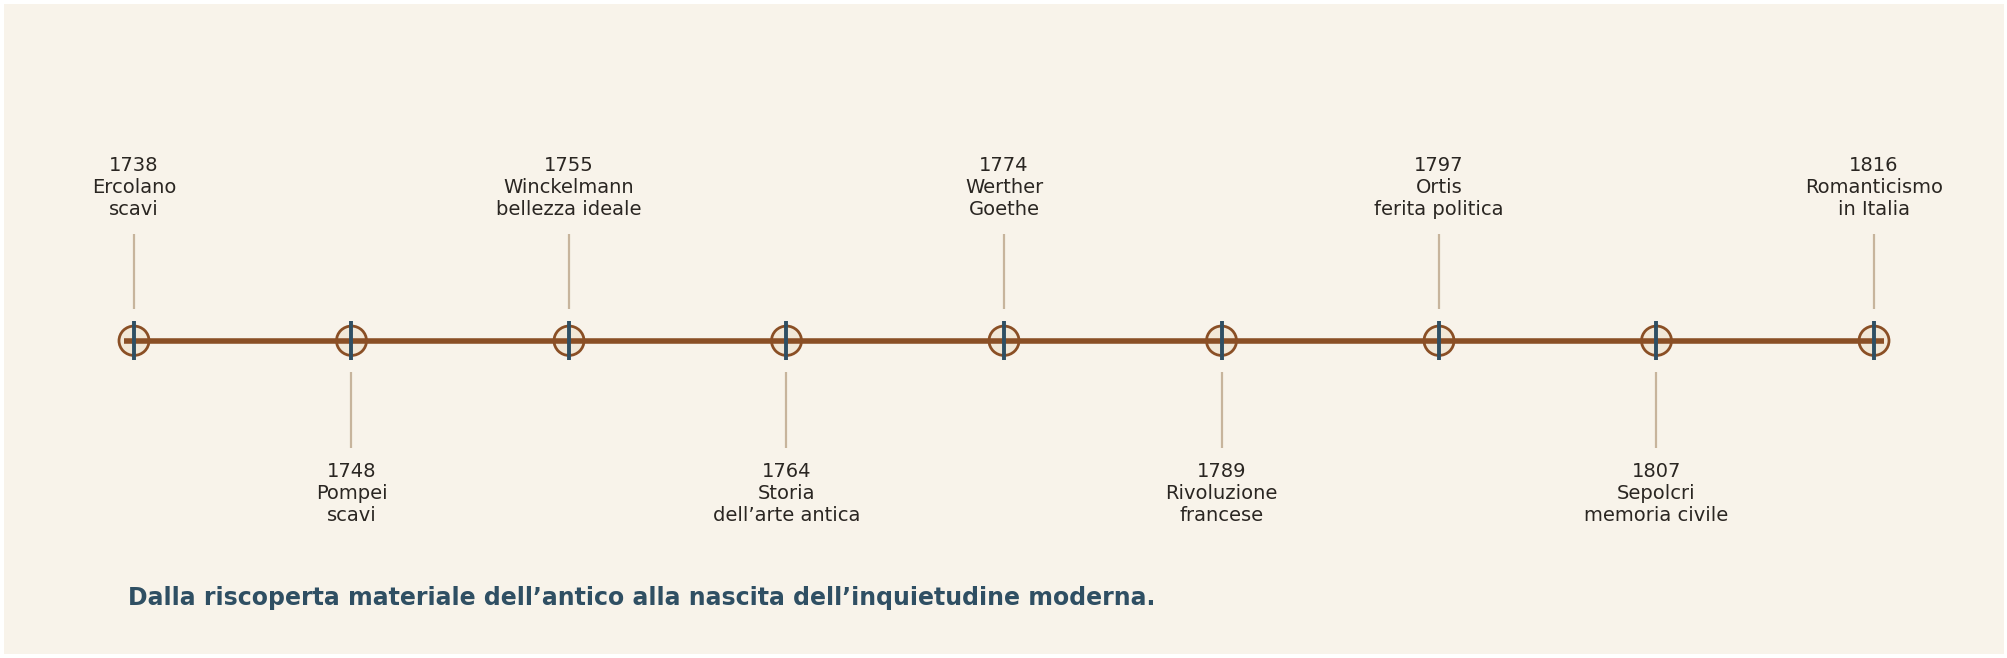 1738
Ercolano
scavi
1748
Pompei
scavi
1755
Winckelmann
bellezza ideale
1764
Storia
dell’arte antica
1774
Werther
Goethe
1789
Rivoluzione
francese
1797
Ortis
ferita politica
1807
Sepolcri
memoria civile
1816
Romanticismo
in Italia
Dalla riscoperta materiale dell’antico alla nascita dell’inquietudine moderna.